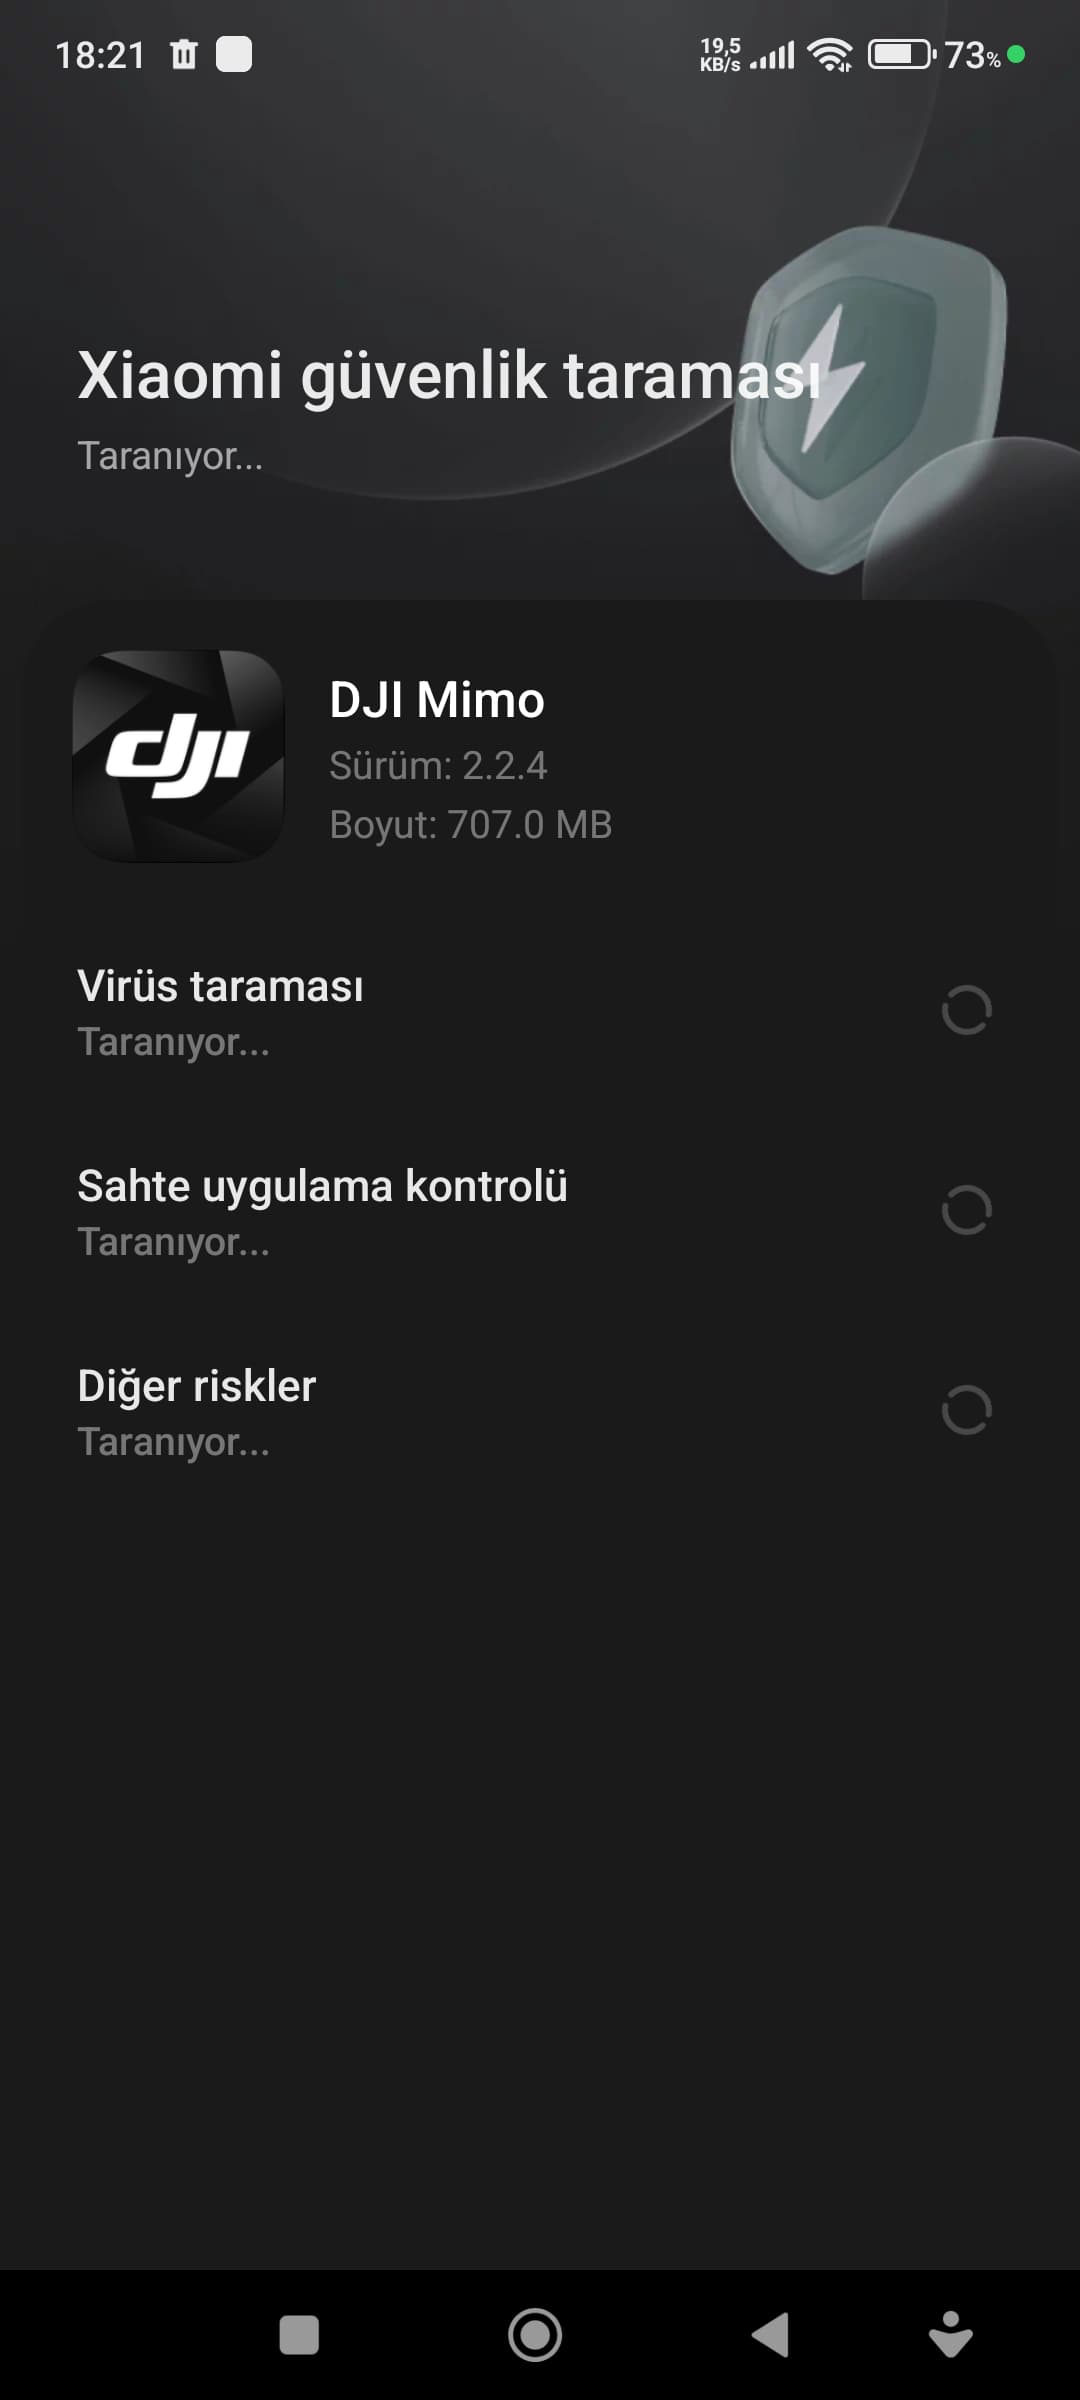 18:21
19,5
KB/s
73%
Xiaomi güvenlik taraması
Taranıyor...
dji
DJI Mimo
Sürüm: 2.2.4
Boyut: 707.0 MB
Virüs taraması
Taranıyor...
Sahte uygulama kontrolü
Taranıyor...
Diğer riskler
Taranıyor...